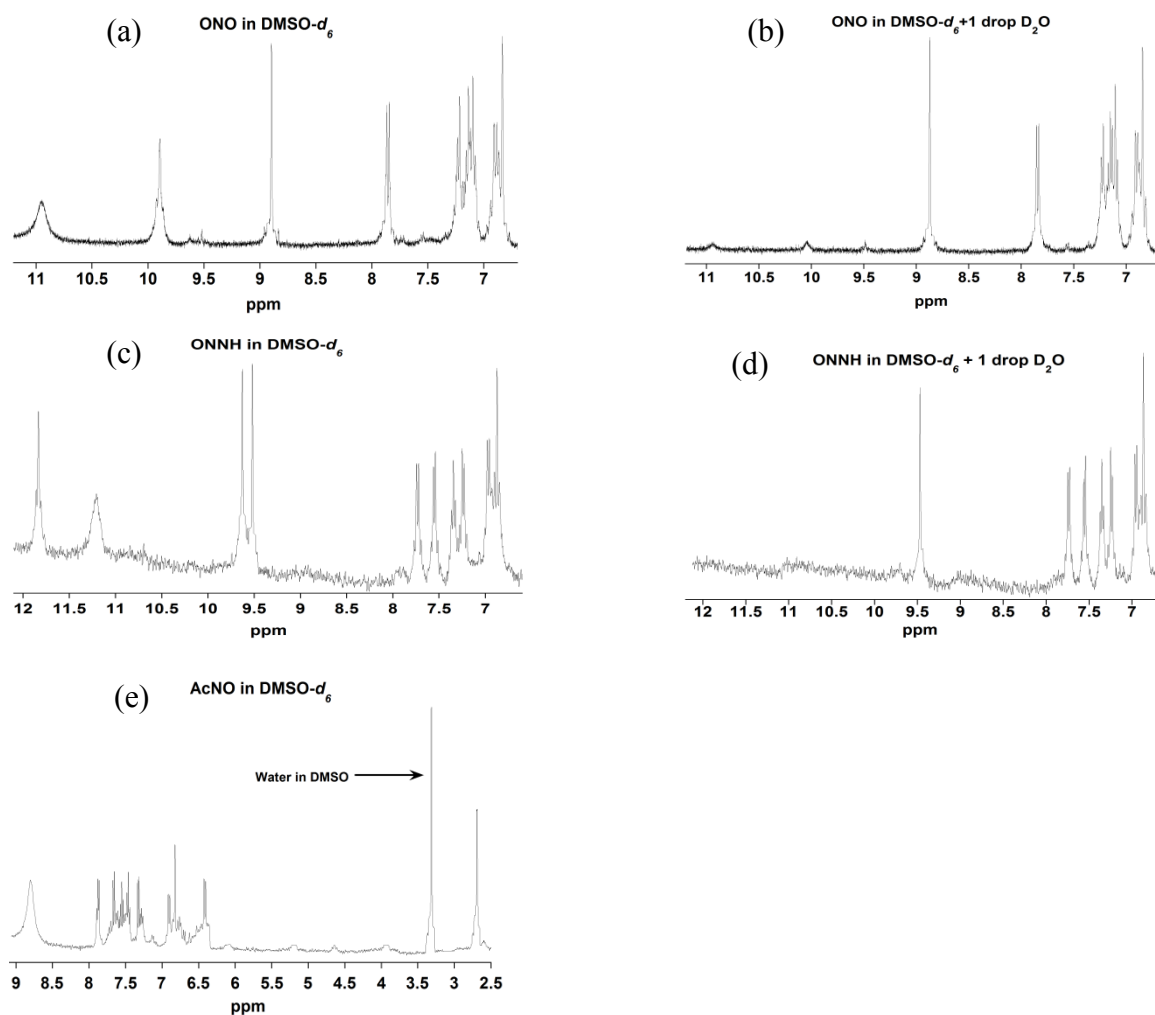 (a) ONO in DMSO-d6
11 10.5 10 9.5 9 8.5 8 7.5 7
ppm
(b) ONO in DMSO-d6+1 drop D2O
11 10.5 10 9.5 9 8.5 8 7.5 7
ppm
(c) ONNH in DMSO-d6
12 11.5 11 10.5 10 9.5 9 8.5 8 7.5 7
ppm
(d) ONNH in DMSO-d6 + 1 drop D2O
12 11.5 11 10.5 10 9.5 9 8.5 8 7.5 7
ppm
(e) AcNO in DMSO-d6
Water in DMSO
9 8.5 8 7.5 7 6.5 6 5.5 5 4.5 4 3.5 3 2.5
ppm